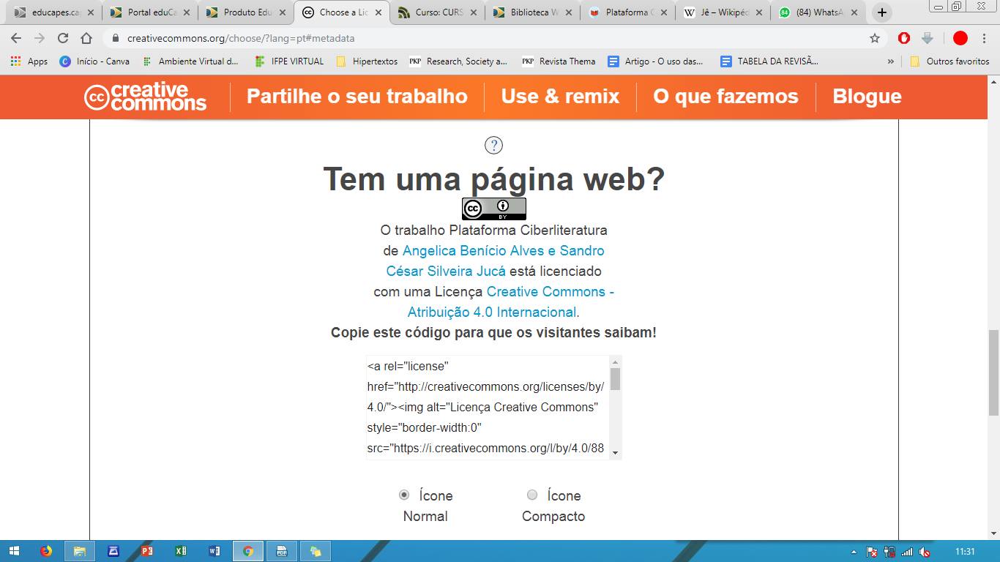 educapes.ca
Portal eduCa
Produto Edu
Choose a Lic
Curso: CURS
Biblioteca W
Plataforma C
Jê – Wikipéd
(84) WhatsA
creativecommons.org/choose/?lang=pt#metadata
Apps
Início - Canva
Ambiente Virtual d...
IFPE VIRTUAL
Hipertextos
PKP Research, Society a...
PKP Revista Thema
Artigo - O uso das...
TABELA DA REVISÃ...
»
Outros favoritos
cc creative commons
Partilhe o seu trabalho
Use & remix
O que fazemos
Blogue
?
Tem uma página web?
cc BY
O trabalho Plataforma Ciberliteratura
de Angelica Benício Alves e Sandro
César Silveira Jucá está licenciado
com uma Licença Creative Commons -
Atribuição 4.0 Internacional.
Copie este código para que os visitantes saibam!
<a rel="license"
href="http://creativecommons.org/licenses/by/
4.0/"><img alt="Licença Creative Commons"
style="border-width:0"
src="https://i.creativecommons.org/l/by/4.0/88
Ícone
Normal
Ícone
Compacto
11:31